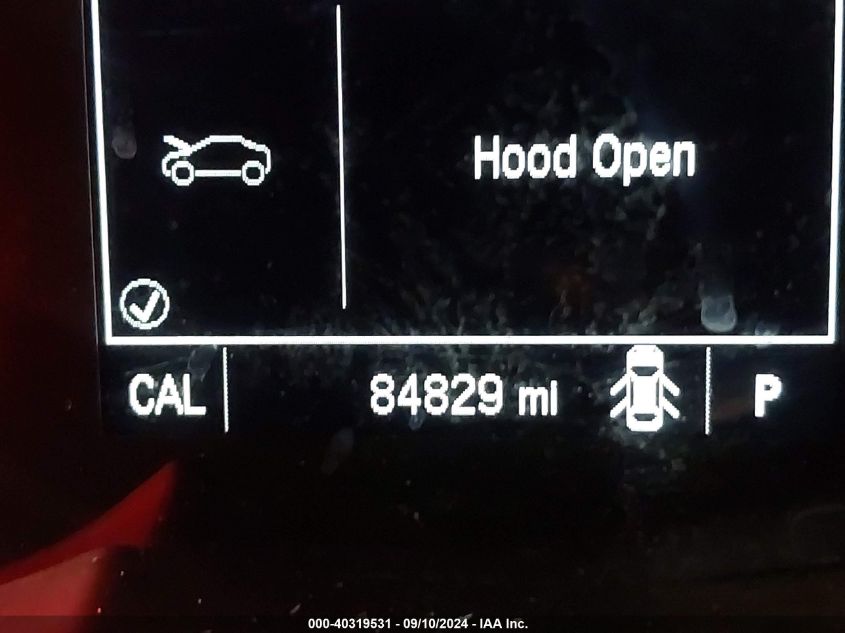 Hood Open
CAL 84829 mi P
000-40319531 - 09/10/2024 - IAA Inc.